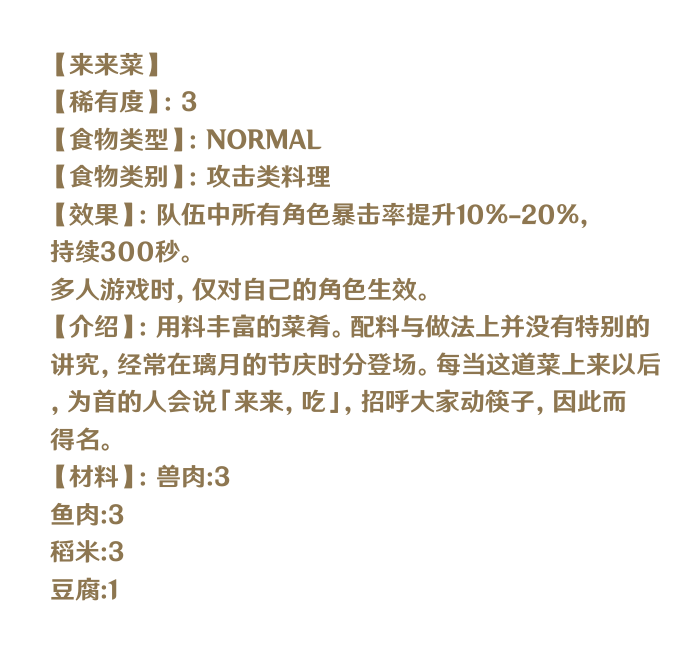 【来来菜】
【稀有度】：3
【食物类型】：NORMAL
【食物类别】：攻击类料理
【效果】：队伍中所有角色暴击率提升10%-20%，
持续300秒。
多人游戏时，仅对自己的角色生效。
【介绍】：用料丰富的菜肴。配料与做法上并没有特别的
讲究，经常在璃月的节庆时分登场。每当这道菜上来以后
，为首的人会说「来来，吃」，招呼大家动筷子，因此而
得名。
【材料】：兽肉:3
鱼肉:3
稻米:3
豆腐:1